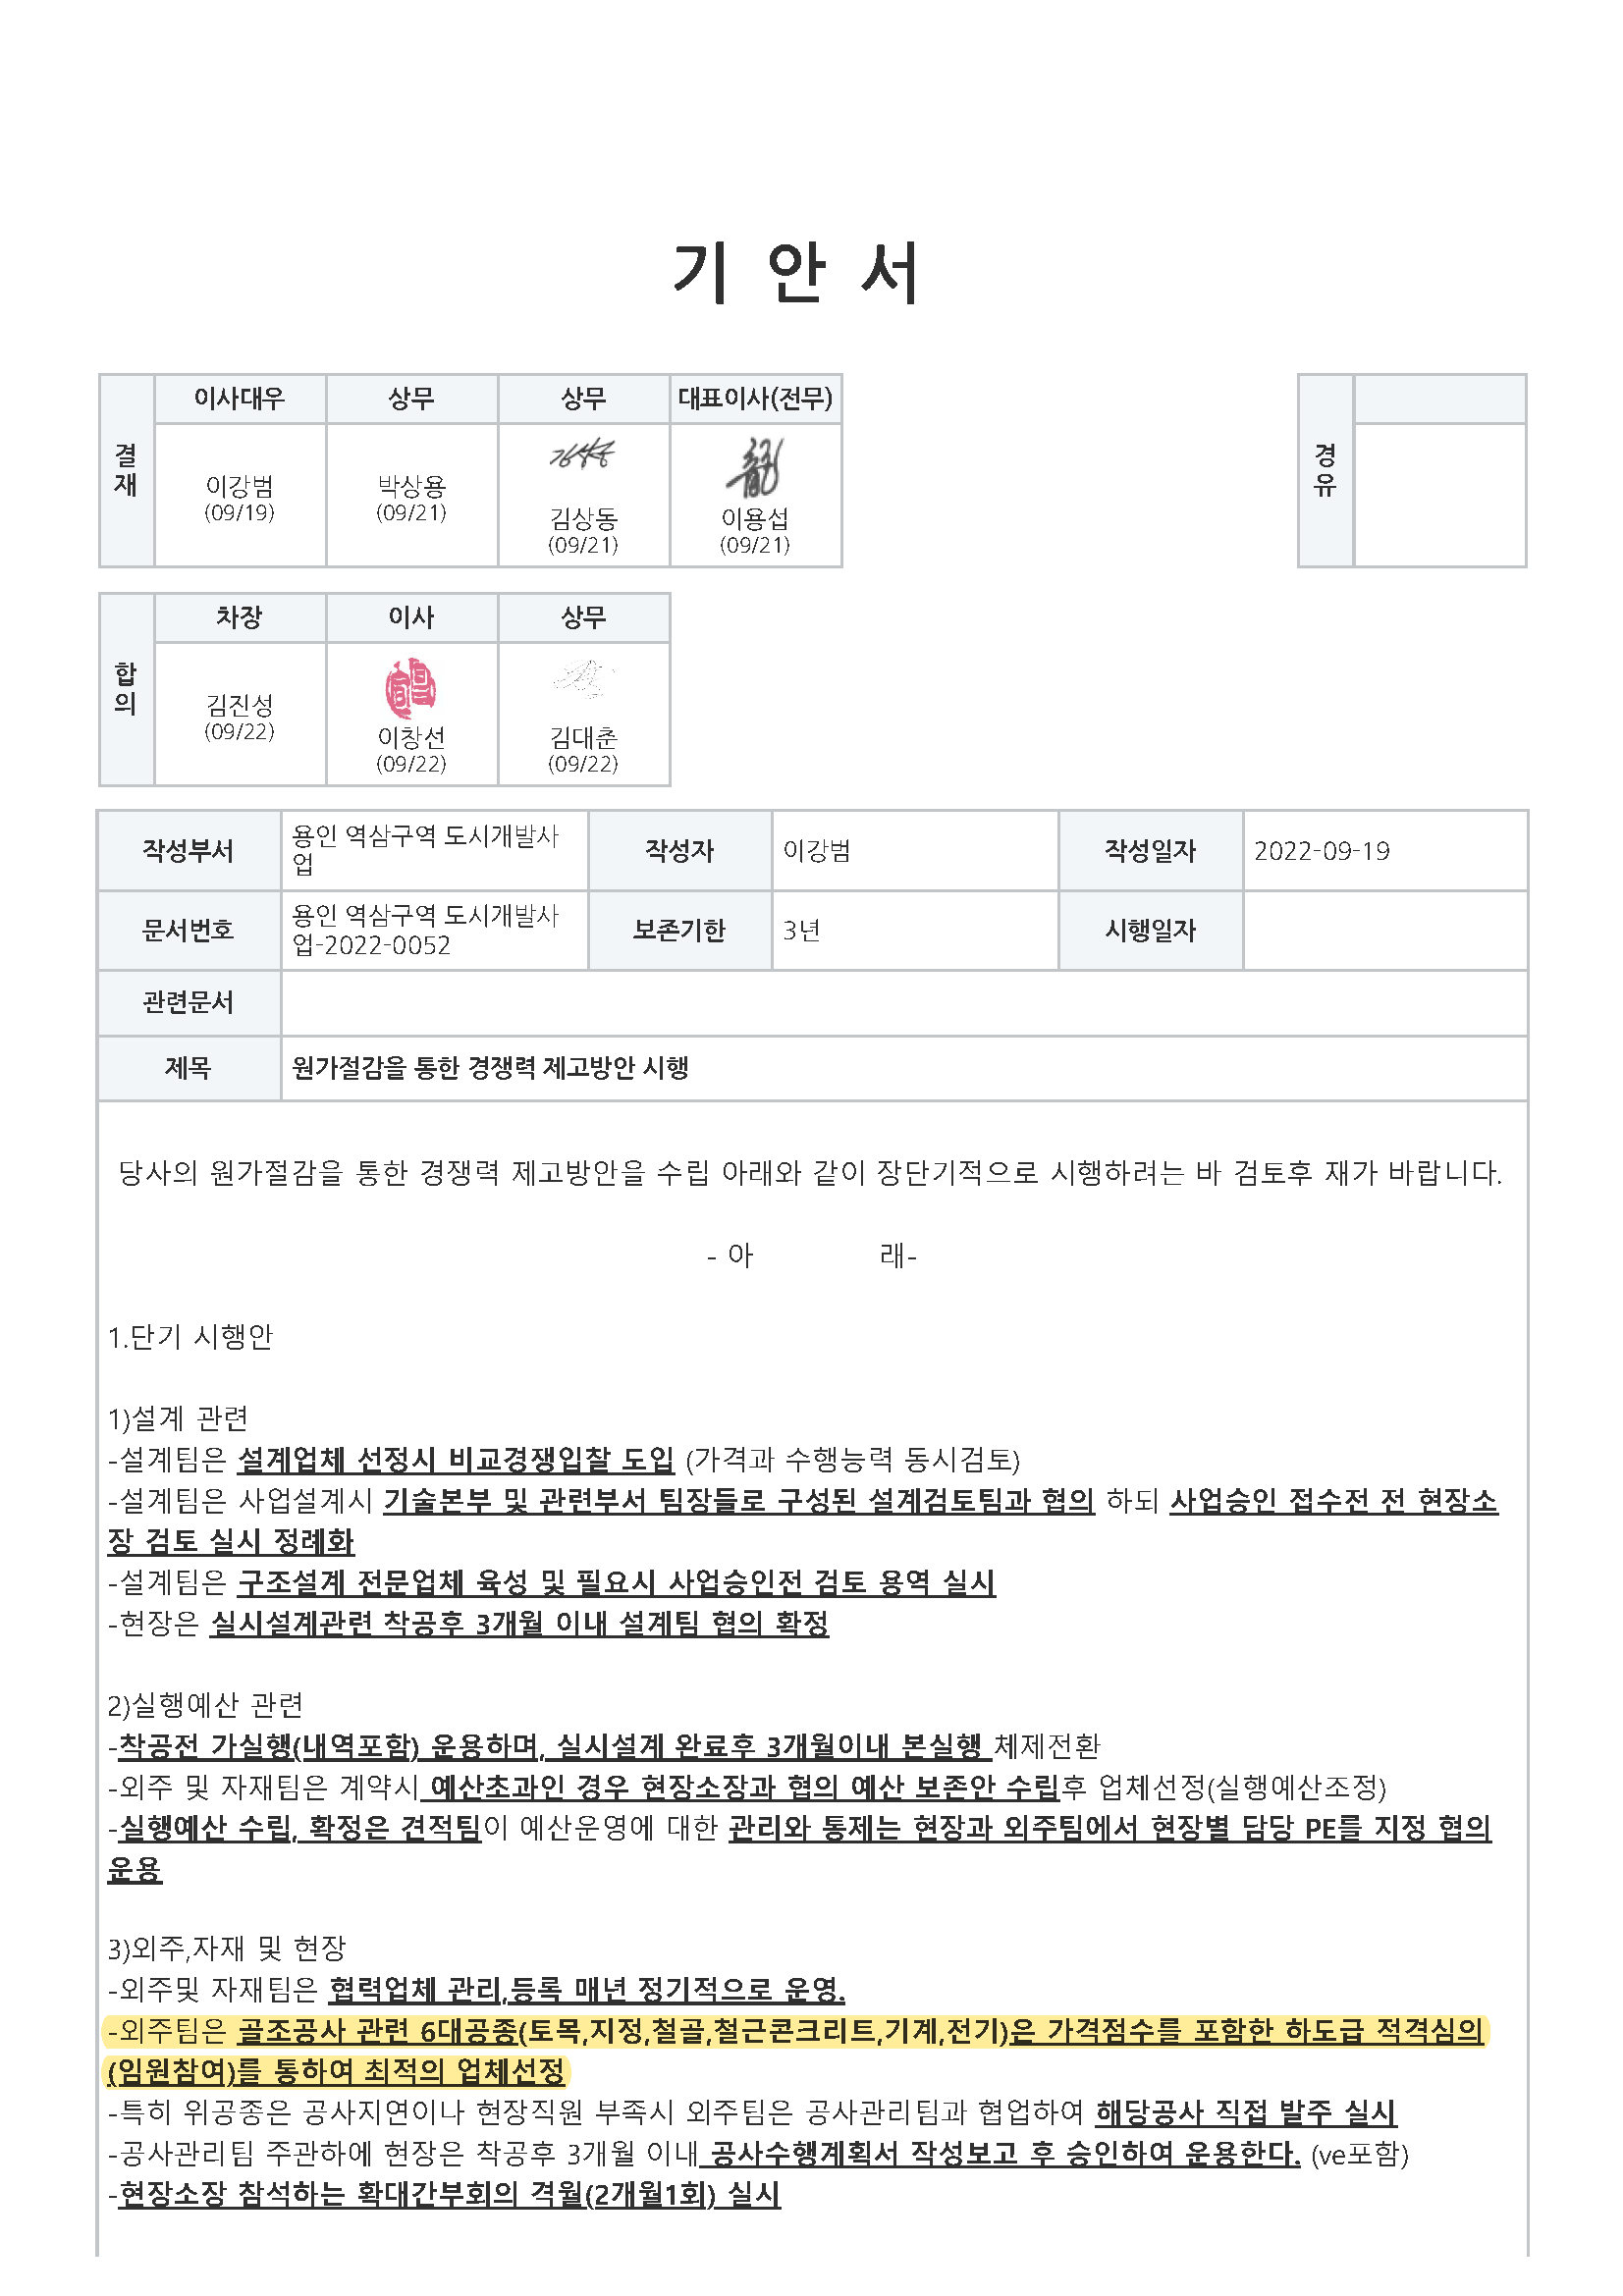 기 안 서
결재 이사대우 상무 상무 대표이사(전무)
이강범 (09/19) 박상용 (09/21) 김상동 (09/21) 이용섭 (09/21)
경유
합의 차장 이사 상무
김진성 (09/22) 이창선 (09/22) 김대춘 (09/22)
작성부서 용인 역삼구역 도시개발사업 작성자 이강범 작성일자 2022-09-19
문서번호 용인 역삼구역 도시개발사업-2022-0052 보존기한 3년 시행일자
관련문서
제목 원가절감을 통한 경쟁력 제고방안 시행
당사의 원가절감을 통한 경쟁력 제고방안을 수립 아래와 같이 장단기적으로 시행하려는 바 검토후 재가 바랍니다.
- 아 래-
1.단기 시행안
1)설계 관련
-설계팀은 설계업체 선정시 비교경쟁입찰 도입 (가격과 수행능력 동시검토)
-설계팀은 사업설계시 기술본부 및 관련부서 팀장들로 구성된 설계검토팀과 협의 하되 사업승인 접수전 전 현장소
장 검토 실시 정례화
-설계팀은 구조설계 전문업체 육성 및 필요시 사업승인전 검토 용역 실시
-현장은 실시설계관련 착공후 3개월 이내 설계팀 협의 확정
2)실행예산 관련
-착공전 가실행(내역포함) 운용하며, 실시설계 완료후 3개월이내 본실행 체제전환
-외주 및 자재팀은 계약시 예산초과인 경우 현장소장과 협의 예산 보존안 수립후 업체선정(실행예산조정)
-실행예산 수립, 확정은 견적팀이 예산운영에 대한 관리와 통제는 현장과 외주팀에서 현장별 담당 PE를 지정 협의
운용
3)외주,자재 및 현장
-외주및 자재팀은 협력업체 관리,등록 매년 정기적으로 운영.
-외주팀은 골조공사 관련 6대공종(토목,지정,철골,철근콘크리트,기계,전기)은 가격점수를 포함한 하도급 적격심의
(임원참여)를 통하여 최적의 업체선정
-특히 위공종은 공사지연이나 현장직원 부족시 외주팀은 공사관리팀과 협업하여 해당공사 직접 발주 실시
-공사관리팀 주관하에 현장은 착공후 3개월 이내 공사수행계획서 작성보고 후 승인하여 운용한다. (ve포함)
-현장소장 참석하는 확대간부회의 격월(2개월1회) 실시